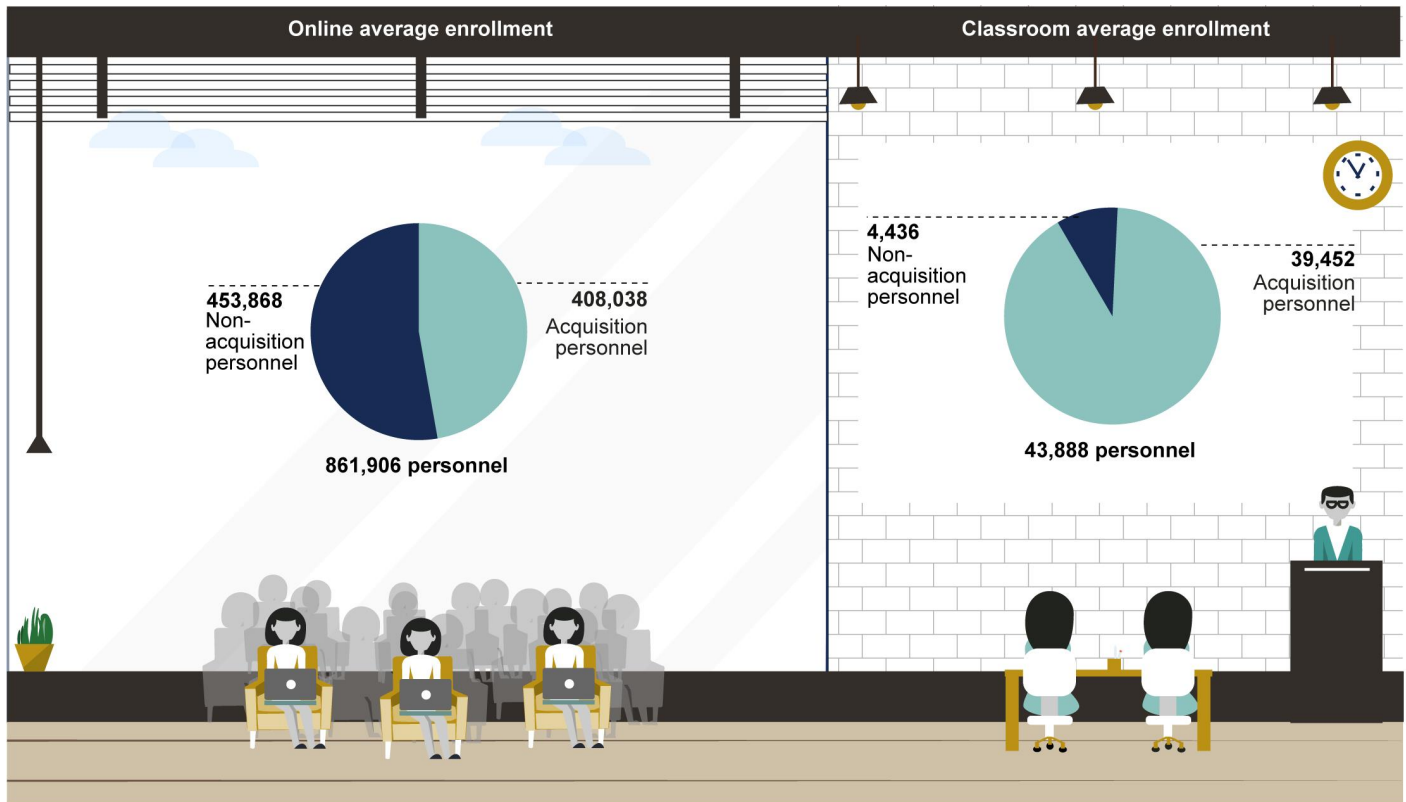 Online average enrollment
453,868
Non-
acquisition
personnel
408,038
Acquisition
personnel
861,906 personnel
Classroom average enrollment
4,436
Non-
acquisition
personnel
39,452
Acquisition
personnel
43,888 personnel